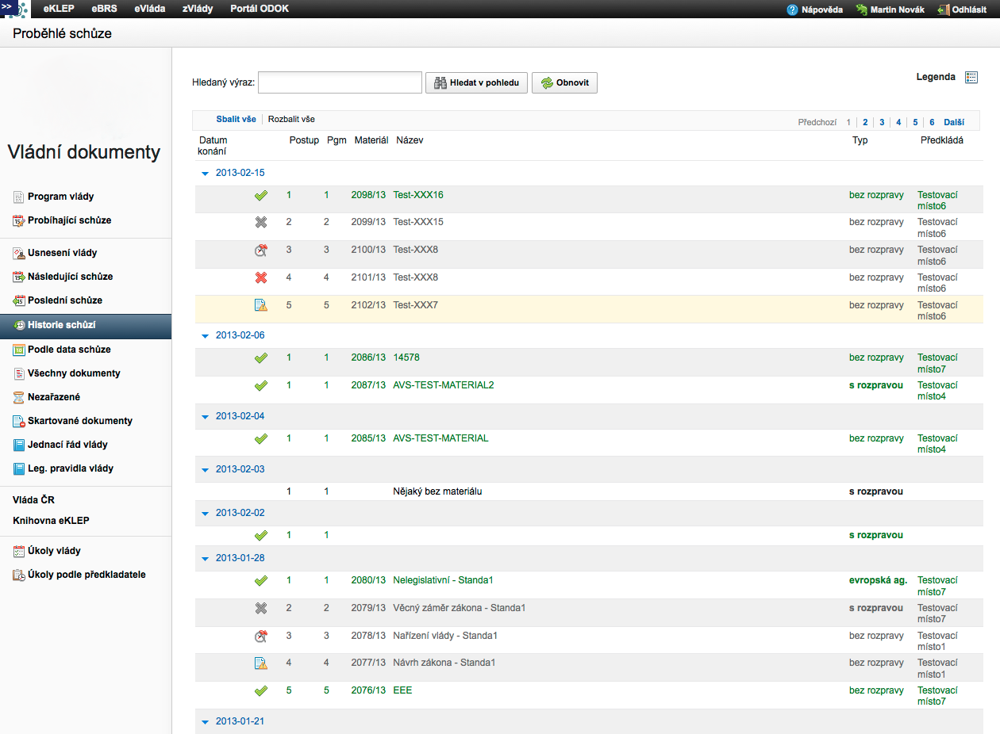 >>
eKLEP eBRS eVláda zVlády Portál ODOK Nápověda Martin Novák Odhlásit
Proběhlé schůze
Vládní dokumenty
Program vlády
Probíhající schůze
Usnesení vlády
Následující schůze
Poslední schůze
Historie schůzí
Podle data schůze
Všechny dokumenty
Nezařazené
Skartované dokumenty
Jednací řád vlády
Leg. pravidla vlády
Vláda ČR
Knihovna eKLEP
Úkoly vlády
Úkoly podle předkladatele
Hledaný výraz: Hledat v pohledu Obnovit Legenda
Sbalit vše Rozbalit vše Předchozí 1 2 3 4 5 6 Další
Datum konání Postup Pgm Materiál Název Typ Předkládá
2013-02-15
1 1 2098/13 Test-XXX16 bez rozpravy Testovací místo6
2 2 2099/13 Test-XXX15 bez rozpravy Testovací místo6
3 3 2100/13 Test-XXX8 bez rozpravy Testovací místo6
4 4 2101/13 Test-XXX8 bez rozpravy Testovací místo6
5 5 2102/13 Test-XXX7 bez rozpravy Testovací místo6
2013-02-06
1 1 2086/13 14578 bez rozpravy Testovací místo7
1 1 2087/13 AVS-TEST-MATERIAL2 s rozpravou Testovací místo4
2013-02-04
1 1 2085/13 AVS-TEST-MATERIAL bez rozpravy Testovací místo4
2013-02-03
1 1 Nějaký bez materiálu s rozpravou
2013-02-02
1 1 s rozpravou
2013-01-28
1 1 2080/13 Nelegislativní - Standa1 evropská ag. Testovací místo7
2 2 2079/13 Věcný záměr zákona - Standa1 s rozpravou Testovací místo7
3 3 2078/13 Nařízení vlády - Standa1 bez rozpravy Testovací místo1
4 4 2077/13 Návrh zákona - Standa1 bez rozpravy Testovací místo1
5 5 2076/13 EEE bez rozpravy Testovací místo7
2013-01-21